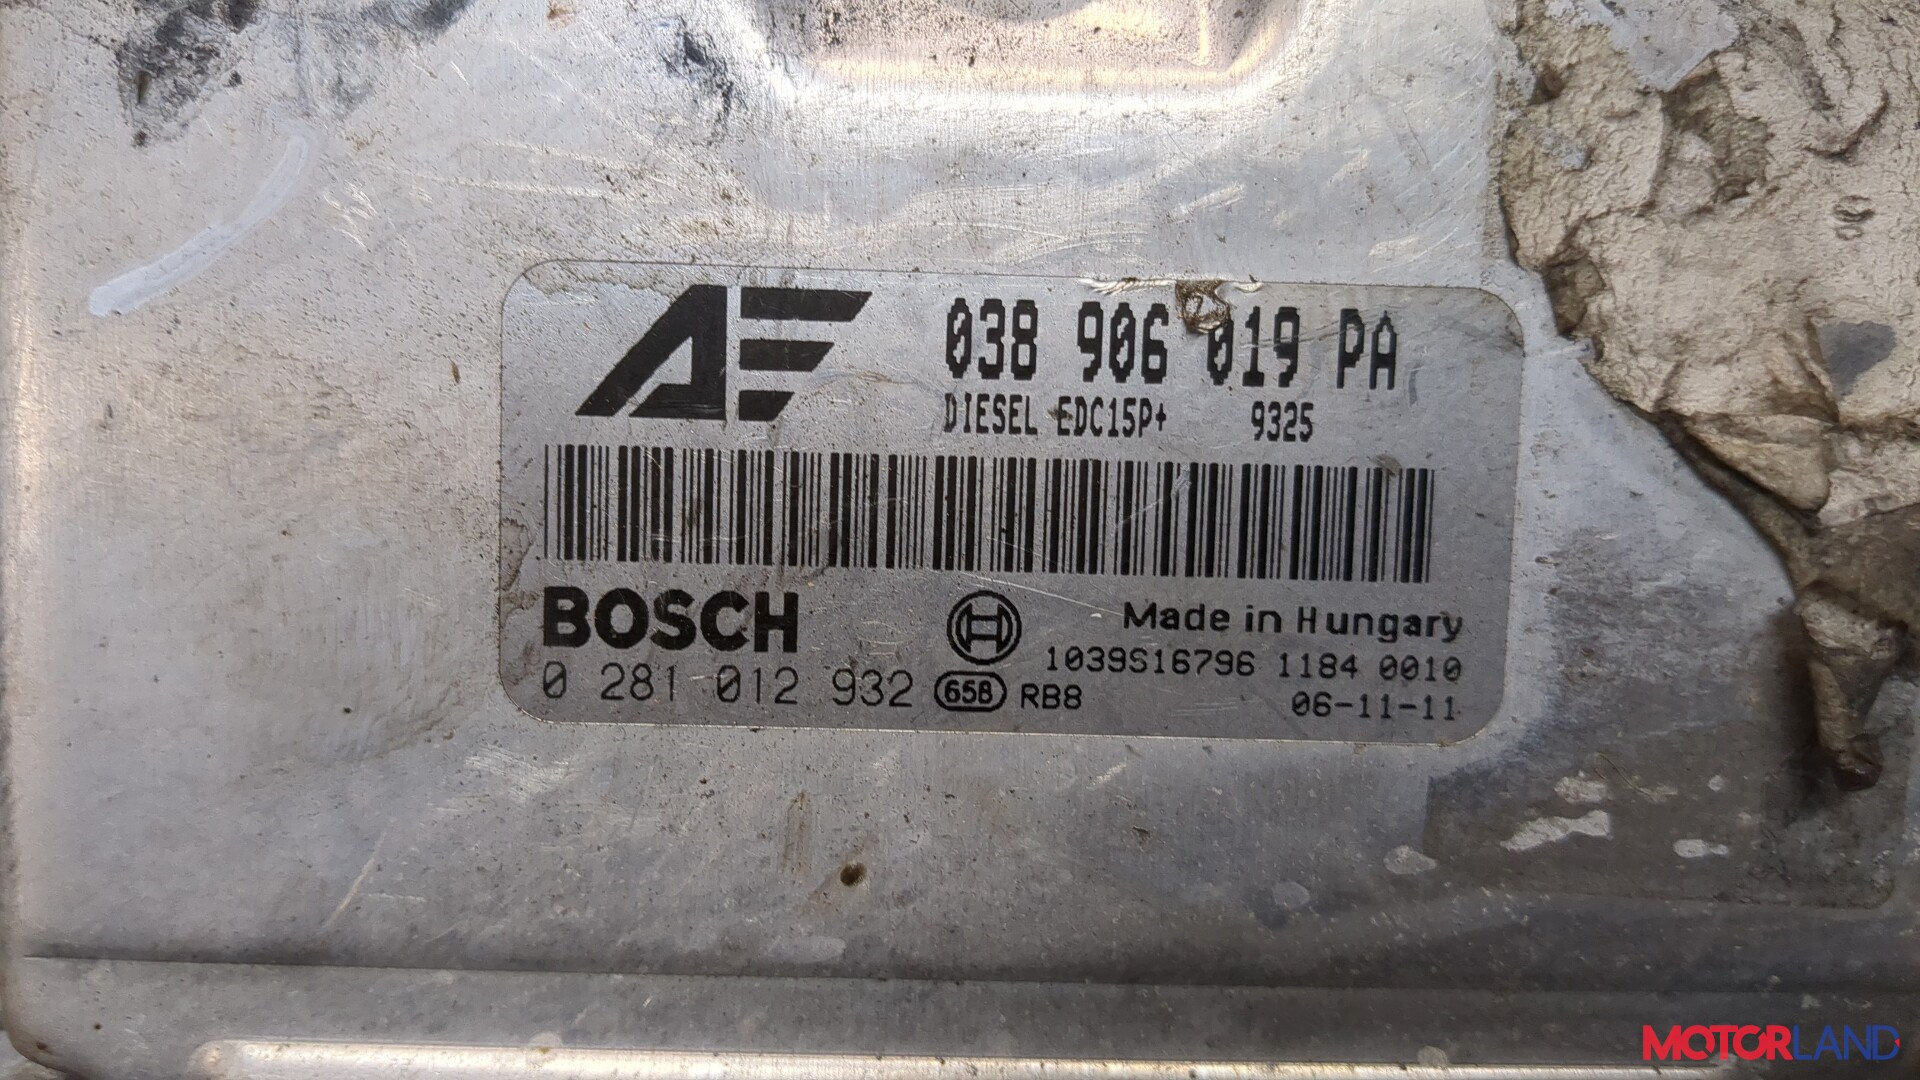 AF
038 906 019 PA
DIESEL EDC15P+ 9325
BOSCH
Made in Hungary
1039S16796 1184 0010
0 281 012 932 658 RB8 06-11-11
MOTORLAND